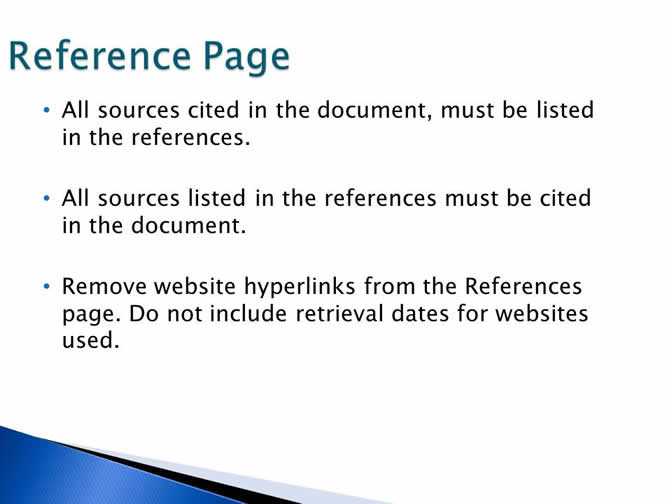 Reference Page
• All sources cited in the document, must be listed
in the references.
• All sources listed in the references must be cited
in the document.
• Remove website hyperlinks from the References
page. Do not include retrieval dates for websites
used.